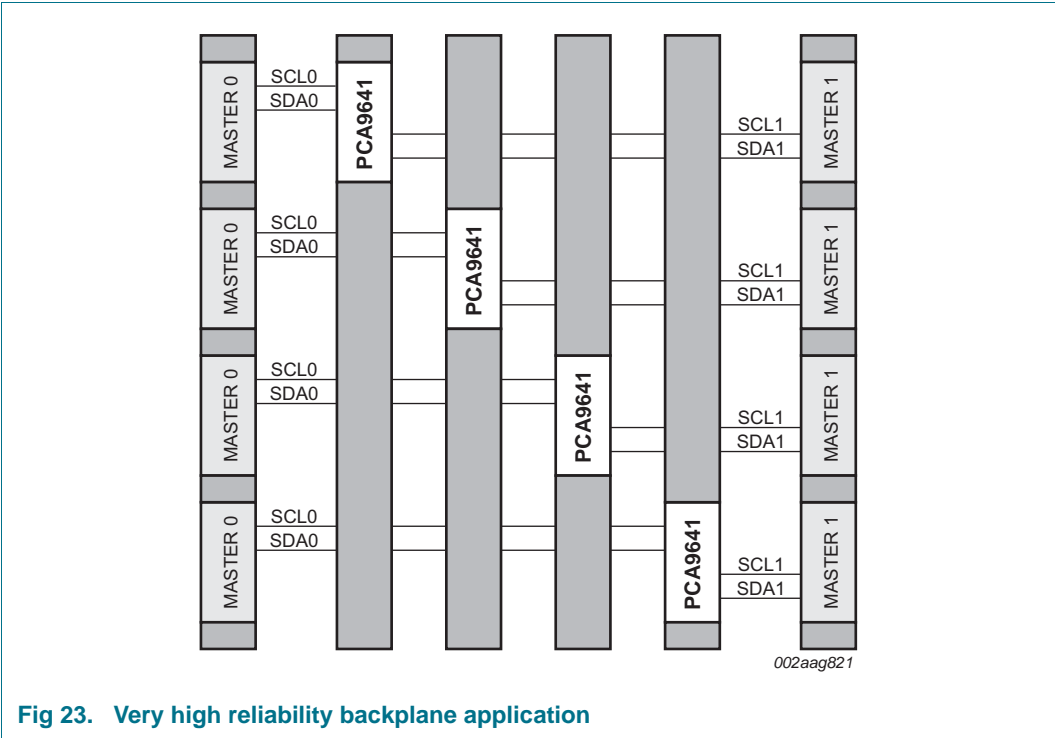 MASTER 0
SCL0
SDA0
PCA9641
SCL1
SDA1
MASTER 1
MASTER 0
SCL0
SDA0
PCA9641
SCL1
SDA1
MASTER 1
MASTER 0
SCL0
SDA0
PCA9641
SCL1
SDA1
MASTER 1
MASTER 0
SCL0
SDA0
PCA9641
SCL1
SDA1
MASTER 1
002aag821
Fig 23. Very high reliability backplane application